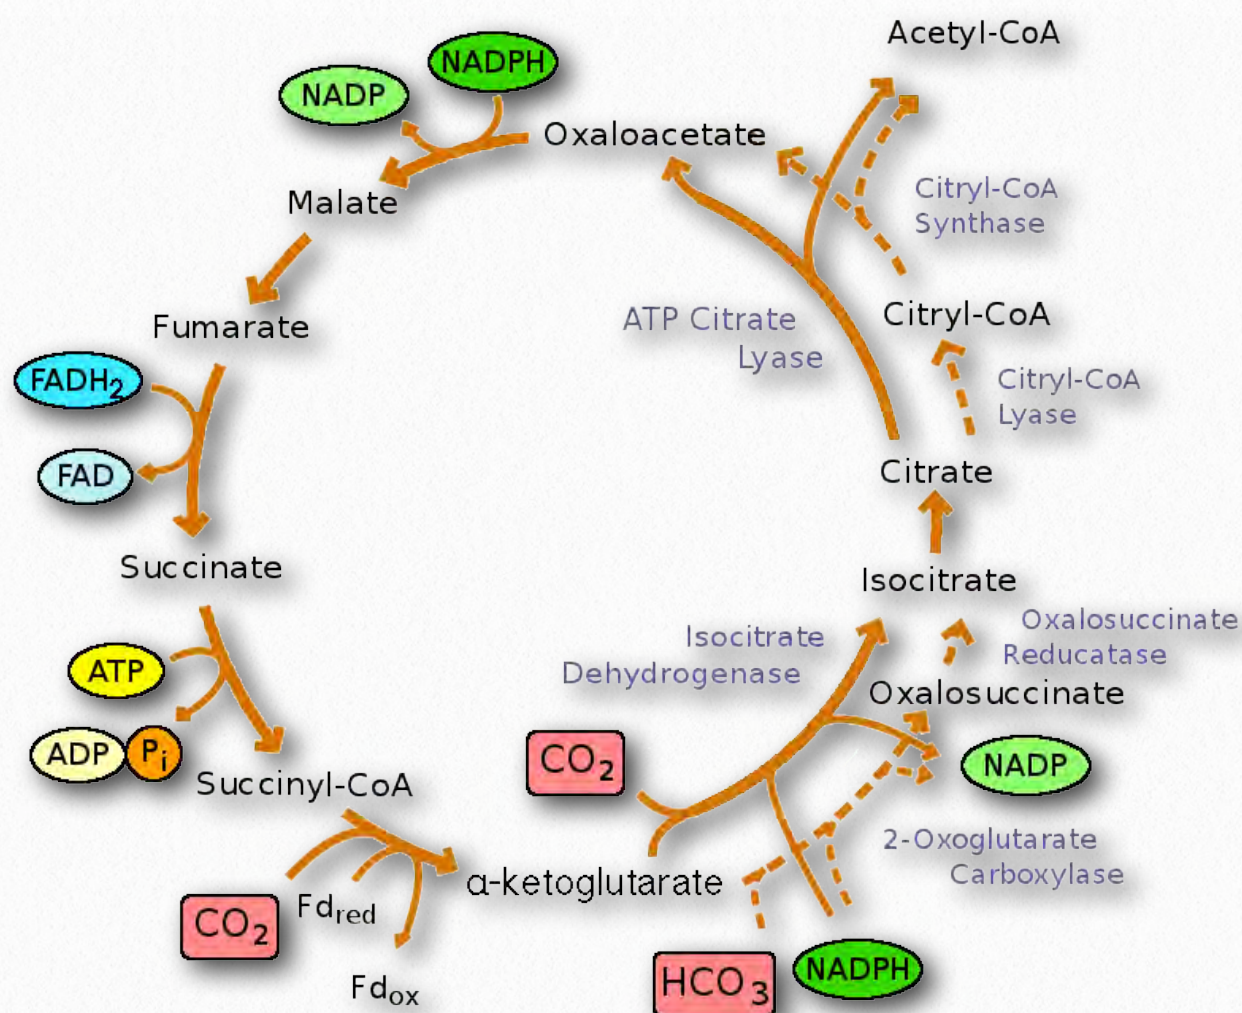 Acetyl-CoA
NADPH
NADP
Oxaloacetate
Citryl-CoA
Synthase
Malate
ATP Citrate
Lyase
Citryl-CoA
Fumarate
FADH₂
Citryl-CoA
Lyase
FAD
Citrate
Succinate
Isocitrate
Oxalosuccinate
Reducatase
Isocitrate
Dehydrogenase
Oxalosuccinate
ATP
ADP
Pᵢ
CO₂
NADP
Succinyl-CoA
2-Oxoglutarate
Carboxylase
α-ketoglutarate
CO₂
Fd_red
Fd_ox
HCO₃
NADPH